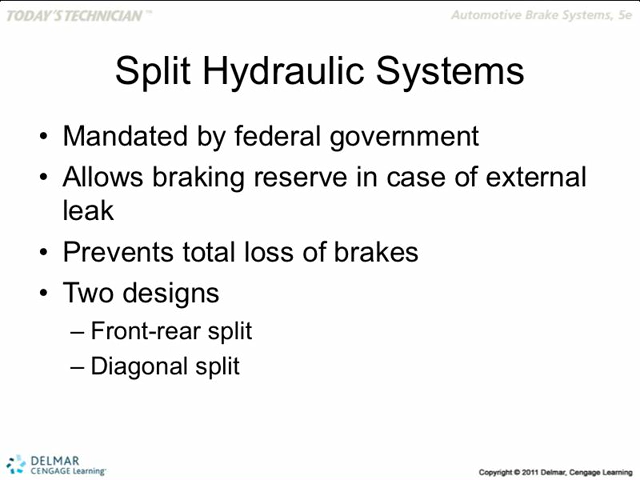 TODAY'S TECHNICIAN™
Automotive Brake Systems, 5e
Split Hydraulic Systems
• Mandated by federal government
• Allows braking reserve in case of external
leak
• Prevents total loss of brakes
• Two designs
– Front-rear split
– Diagonal split
DELMAR
CENGAGE Learning™
Copyright © 2011 Delmar, Cengage Learning